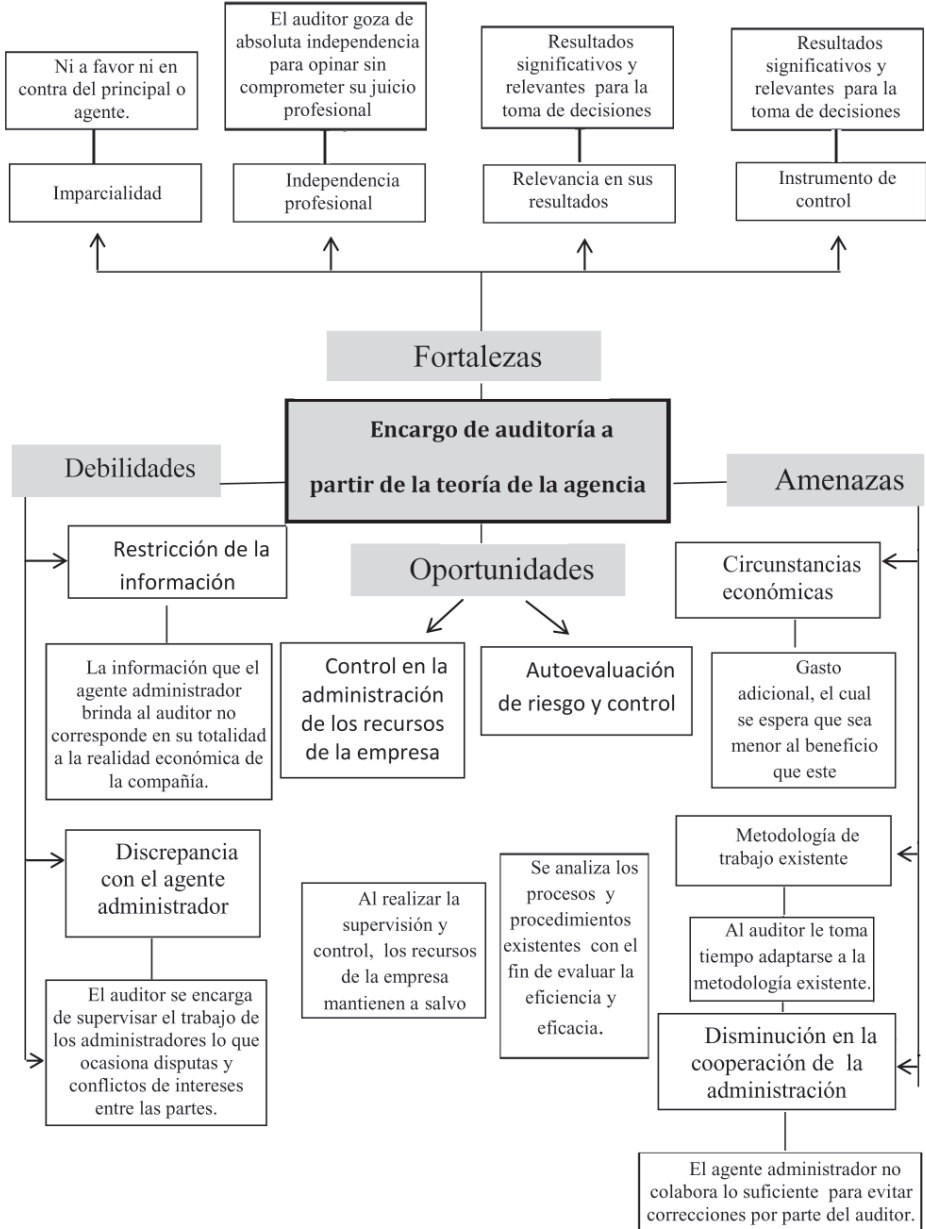 Ni a favor ni en
contra del principal o
agente.
El auditor goza de
absoluta independencia
para opinar sin
comprometer su juicio
profesional
Resultados
significativos y
relevantes para la
toma de decisiones
Resultados
significativos y
relevantes para la
toma de decisiones
Imparcialidad
Independencia
profesional
Relevancia en sus
resultados
Instrumento de
control
Fortalezas
Encargo de auditoría a
partir de la teoría de la agencia
Debilidades
Restricción de la
información
La información que el
agente administrador
brinda al auditor no
corresponde en su totalidad
a la realidad económica de
la compañía.
Discrepancia
con el agente
administrador
El auditor se encarga
de supervisar el trabajo de
los administradores lo que
ocasiona disputas y
conflictos de intereses
entre las partes.
Oportunidades
Control en la
administración
de los recursos
de la empresa
Autoevaluación
de riesgo y control
Al realizar la
supervisión y
control, los recursos
de la empresa
mantienen a salvo
Se analiza los
procesos y
procedimientos
existentes con el
fin de evaluar la
eficiencia y
eficacia.
Amenazas
Circunstancias
económicas
Gasto
adicional, el cual
se espera que sea
menor al beneficio
que este
Metodología de
trabajo existente
Al auditor le toma
tiempo adaptarse a la
metodología existente.
Disminución en la
cooperación de la
administración
El agente administrador no
colabora lo suficiente para evitar
correcciones por parte del auditor.